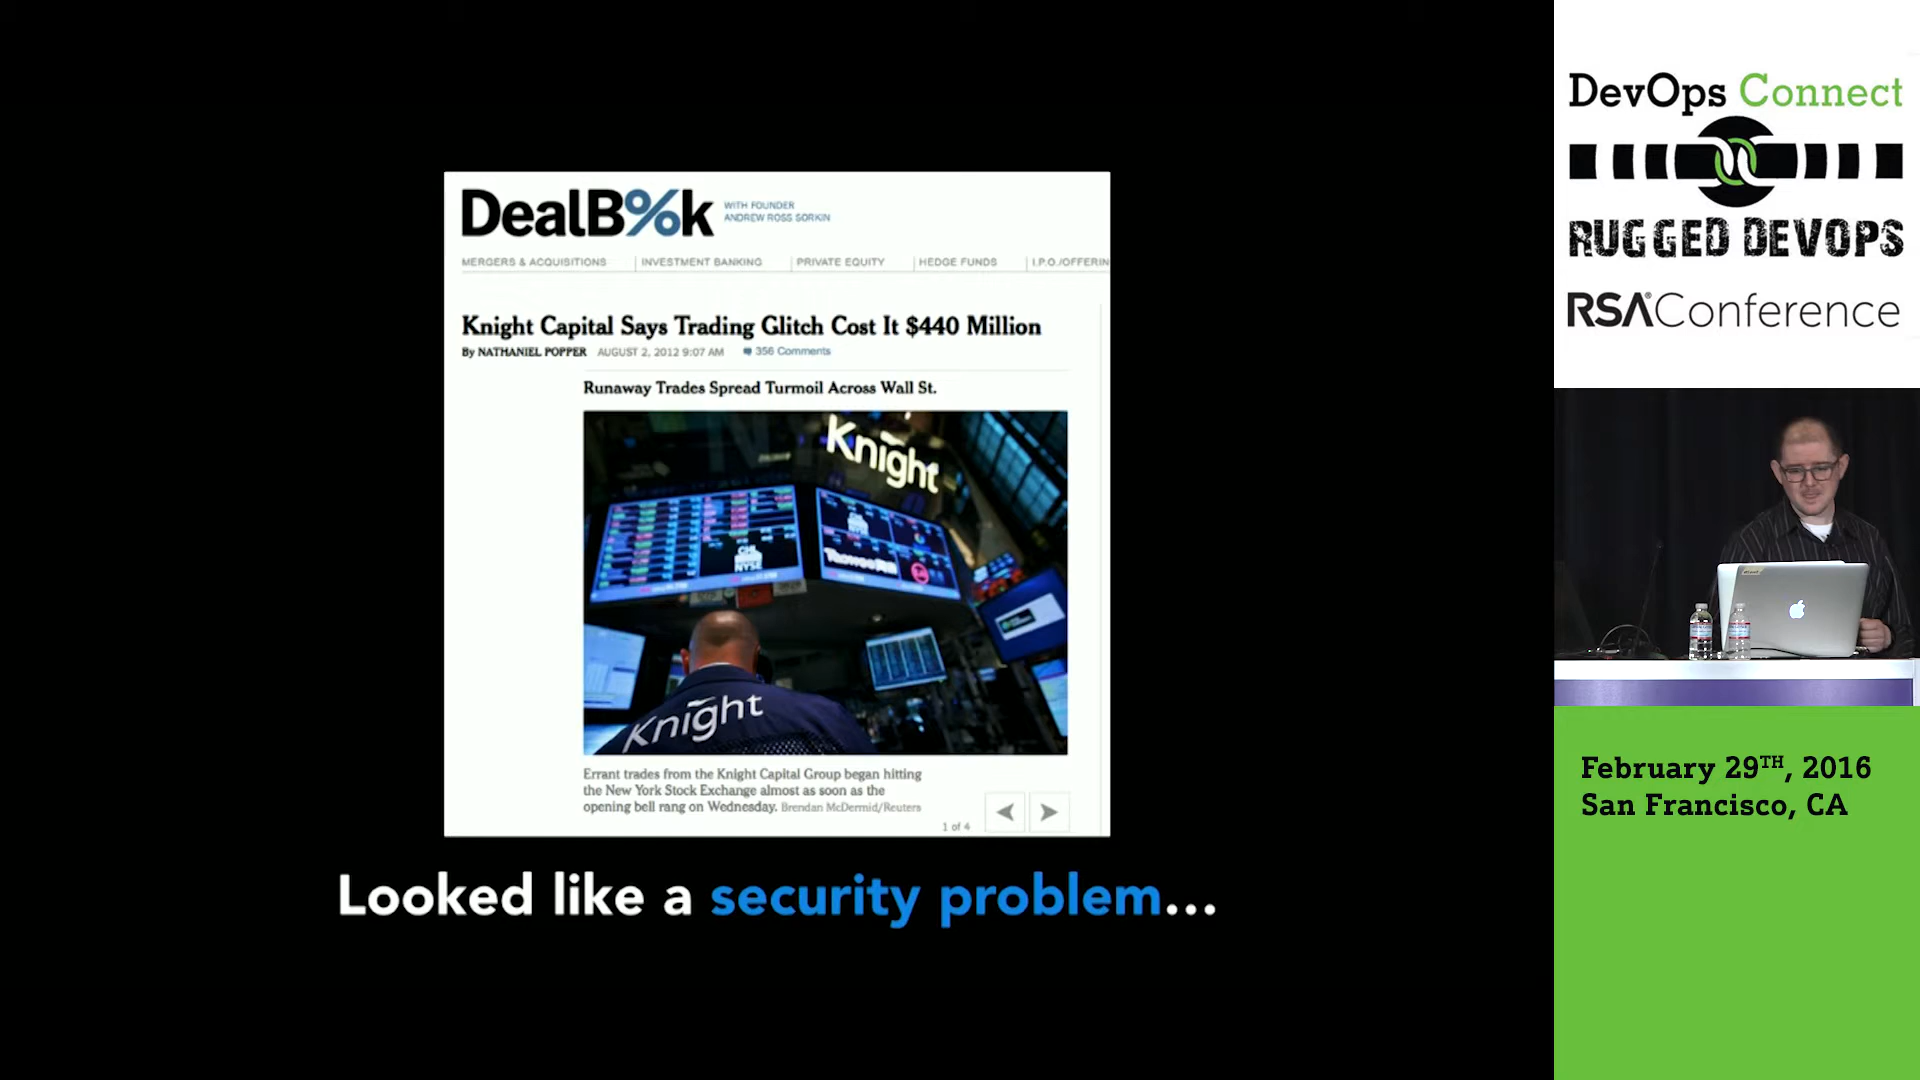 DealB%k
WITH FOUNDER
ANDREW ROSS SORKIN
MERGERS & ACQUISITIONS
INVESTMENT BANKING
PRIVATE EQUITY
HEDGE FUNDS
I.P.O./OFFERIN
Knight Capital Says Trading Glitch Cost It $440 Million
By NATHANIEL POPPER AUGUST 2, 2012 9:07 AM 356 Comments
Runaway Trades Spread Turmoil Across Wall St.
Knight
Knight
Errant trades from the Knight Capital Group began hitting
the New York Stock Exchange almost as soon as the
opening bell rang on Wednesday. Brendan McDermid/Reuters
1 of 4
Looked like a security problem...
DevOps Connect
RUGGED DEVOPS
RSA®Conference
February 29TH, 2016
San Francisco, CA